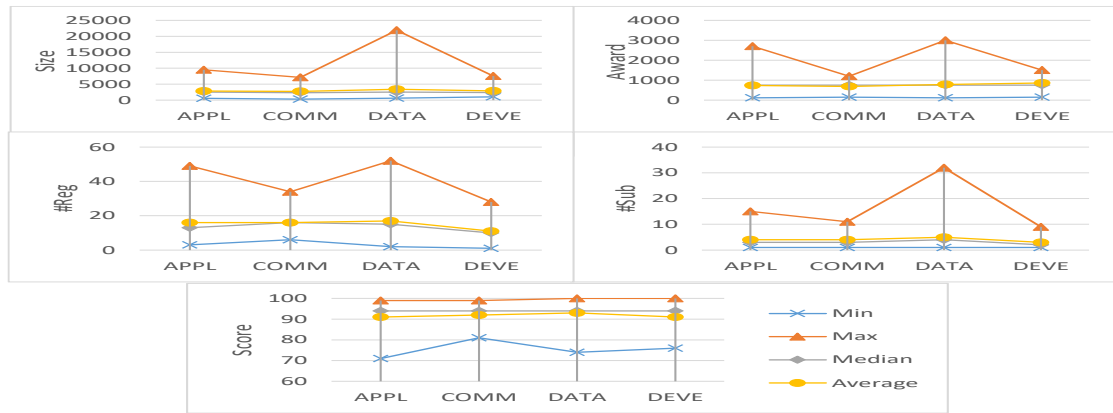 25000
20000
15000
10000
5000
0
Size
APPL COMM DATA DEVE
4000
3000
2000
1000
0
Award
APPL COMM DATA DEVE
60
40
20
0
#Reg
APPL COMM DATA DEVE
40
30
20
10
0
#Sub
APPL COMM DATA DEVE
100
90
80
70
60
Score
APPL COMM DATA DEVE
Min
Max
Median
Average